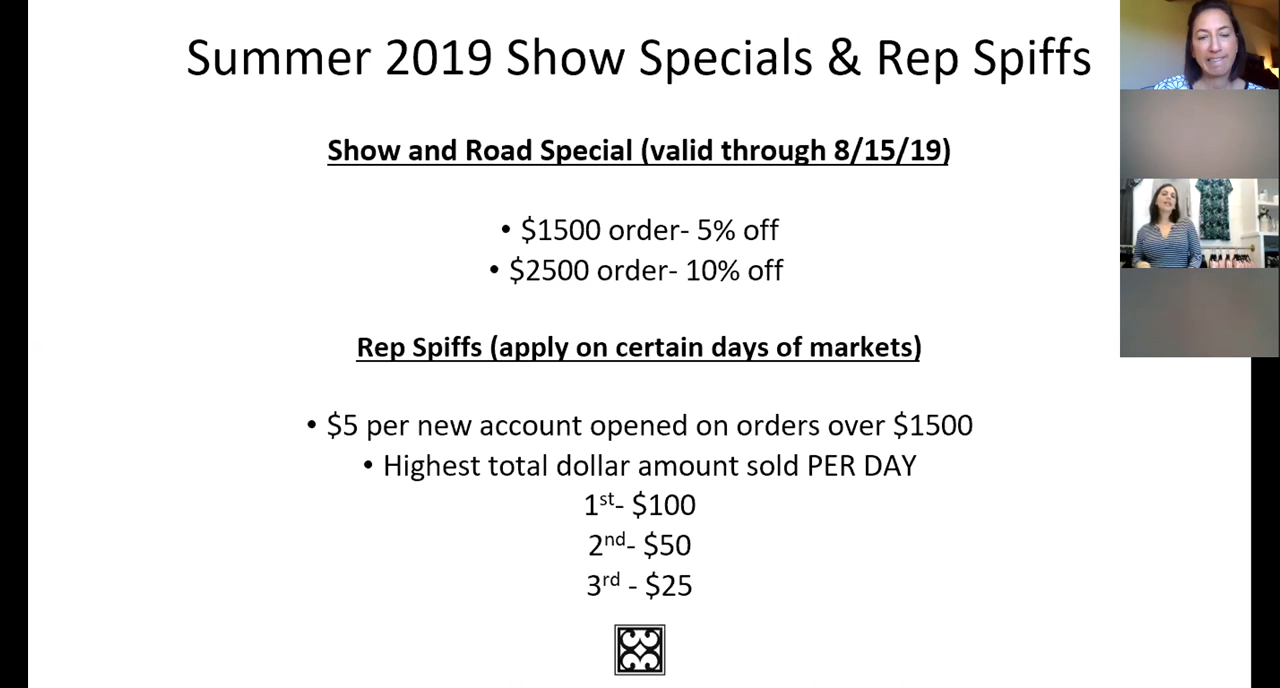 Summer 2019 Show Specials & Rep Spiffs
Show and Road Special (valid through 8/15/19)
• $1500 order- 5% off
• $2500 order- 10% off
Rep Spiffs (apply on certain days of markets)
• $5 per new account opened on orders over $1500
• Highest total dollar amount sold PER DAY
1st- $100
2nd- $50
3rd - $25